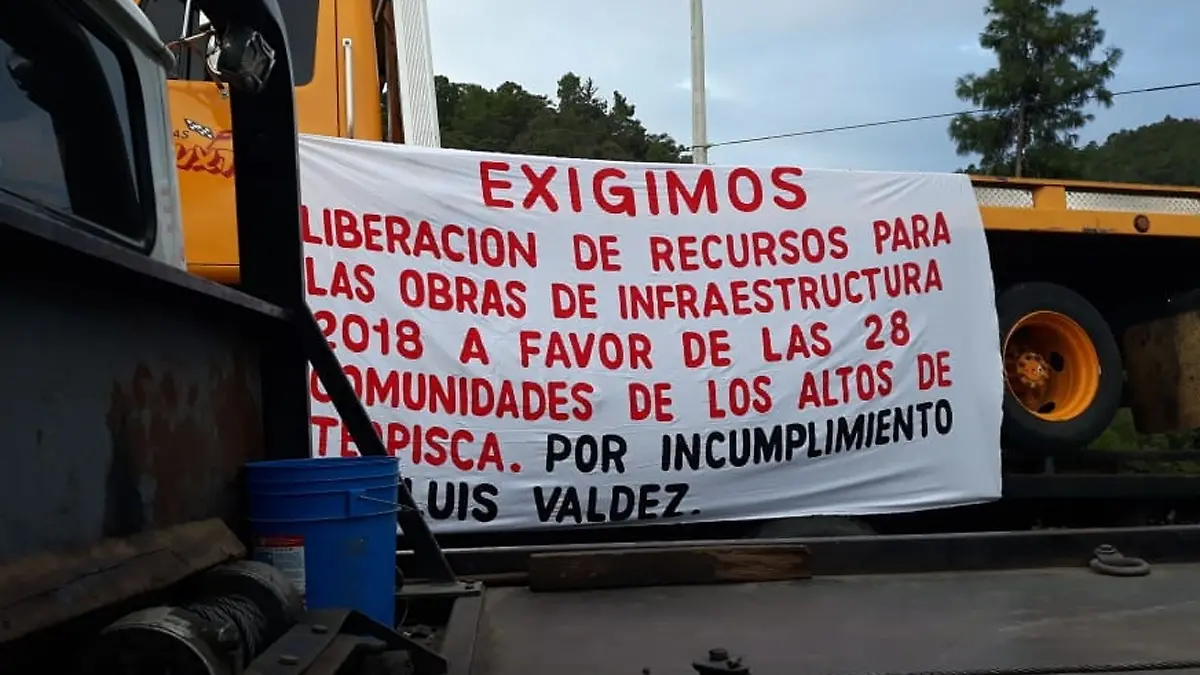 EXIGIMOS
LIBERACION DE RECURSOS PARA
LAS OBRAS DE INFRAESTRUCTURA
2018 A FAVOR DE LAS 28
COMUNIDADES DE LOS ALTOS DE
TEOPISCA. POR INCUMPLIMIENTO
LUIS VALDEZ.